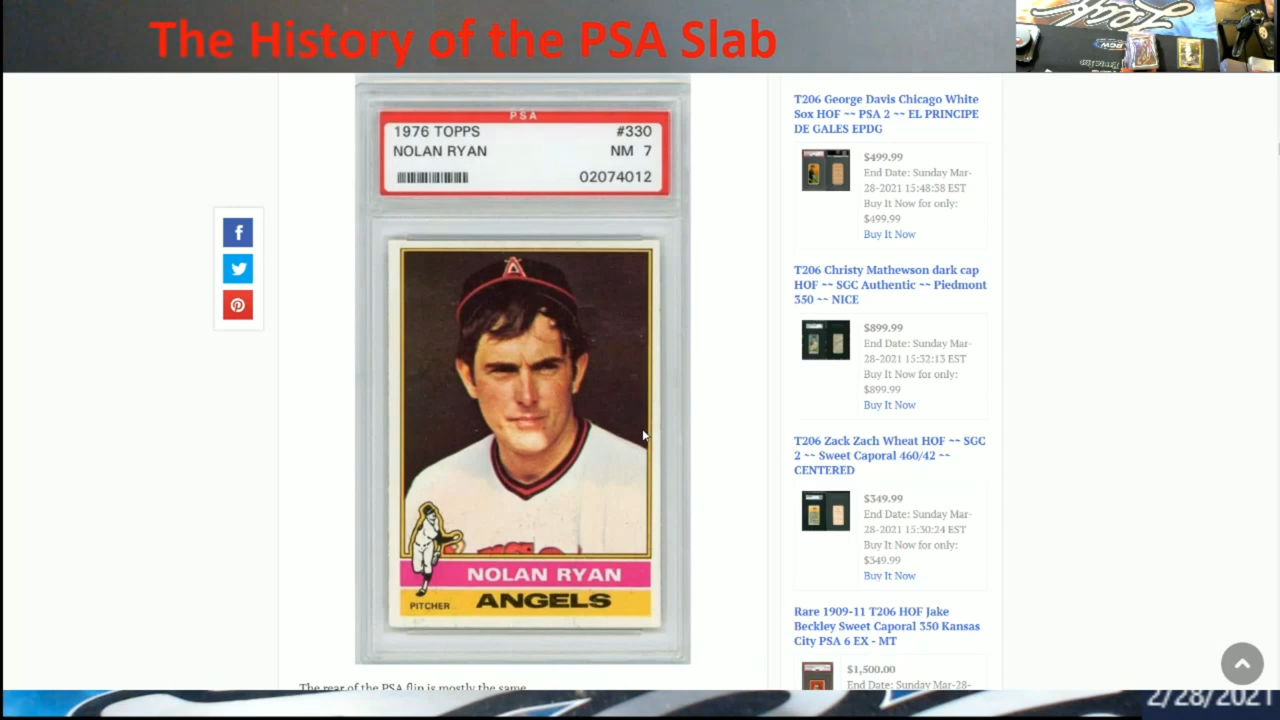 The History of the PSA Slab
PSA
1976 TOPPS #330
NOLAN RYAN NM 7
02074012
A
NOLAN RYAN
PITCHER ANGELS
The rear of the PSA flip is mostly the same
T206 George Davis Chicago White
Sox HOF ~~ PSA 2 ~~ EL PRINCIPE
DE GALES EPDG
$499.99
End Date: Sunday Mar-
28-2021 15:48:38 EST
Buy It Now for only:
$499.99
Buy It Now
T206 Christy Mathewson dark cap
HOF ~~ SGC Authentic ~~ Piedmont
350 ~~ NICE
$899.99
End Date: Sunday Mar-
28-2021 15:32:13 EST
Buy It Now for only:
$899.99
Buy It Now
T206 Zack Zach Wheat HOF ~~ SGC
2 ~~ Sweet Caporal 460/42 ~~
CENTERED
$349.99
End Date: Sunday Mar-
28-2021 15:30:24 EST
Buy It Now for only:
$349.99
Buy It Now
Rare 1909-11 T206 HOF Jake
Beckley Sweet Caporal 350 Kansas
City PSA 6 EX - MT
$1,500.00
End Date: Sunday Mar-28-
2/28/2021